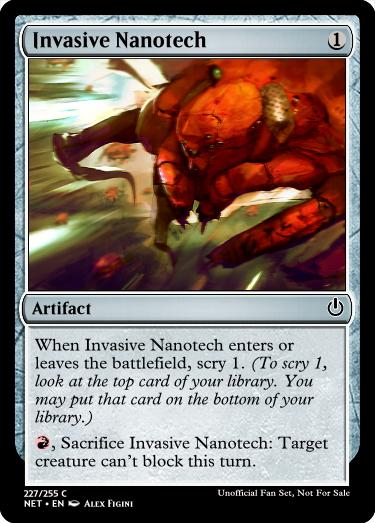 Invasive Nanotech 1
Artifact
When Invasive Nanotech enters or
leaves the battlefield, scry 1. (To scry 1,
look at the top card of your library. You
may put that card on the bottom of your
library.)
, Sacrifice Invasive Nanotech: Target
creature can't block this turn.
227/255 C
NET • EN Alex Figini
Unofficial Fan Set, Not For Sale